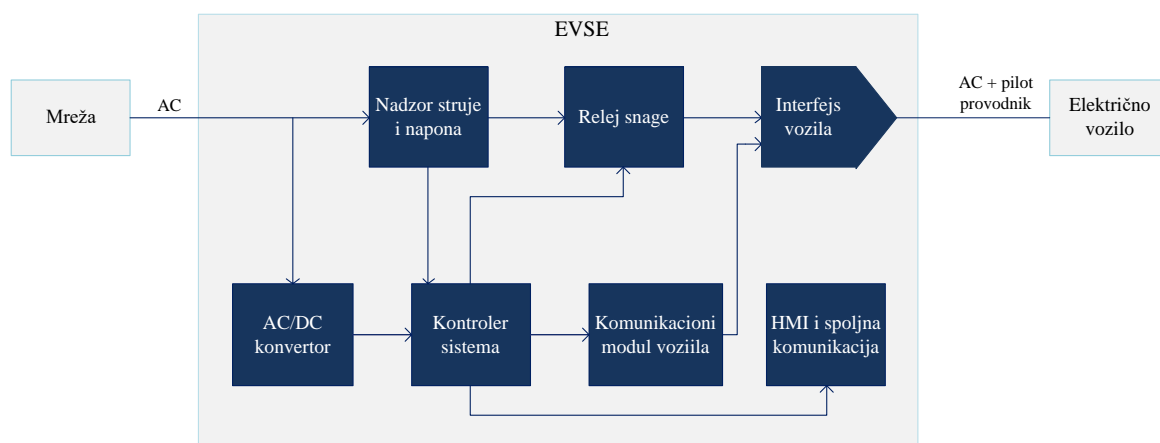 EVSE
Mreža
AC
Nadzor struje
i napona
Relej snage
Interfejs
vozila
AC + pilot
provodnik
Električno
vozilo
AC/DC
konvertor
Kontroler
sistema
Komunikacioni
modul voziila
HMI i spoljna
komunikacija